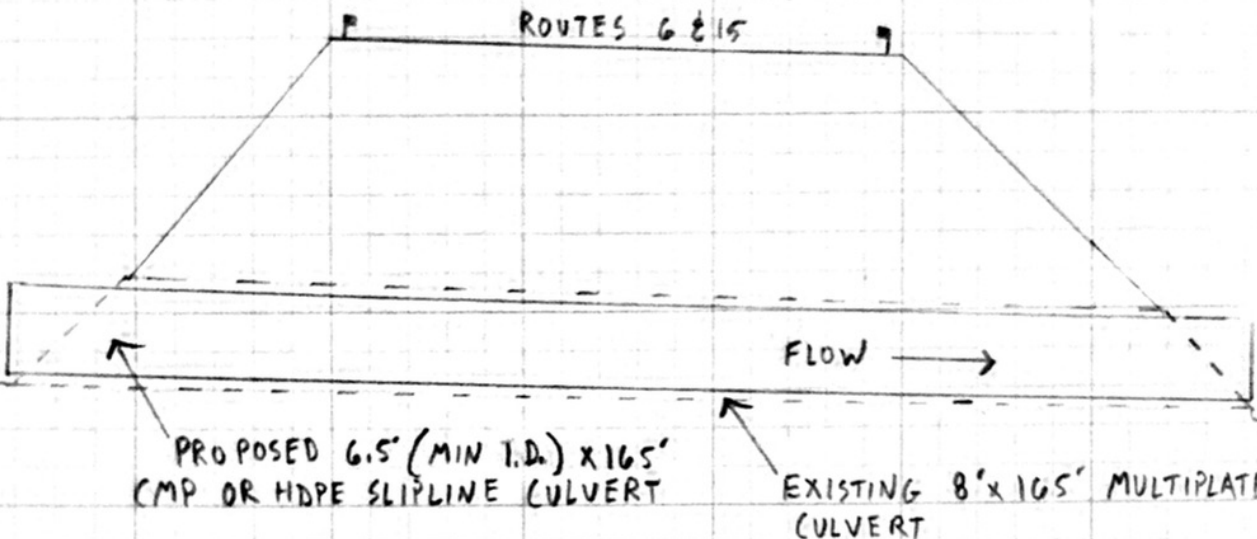 ROUTES 6 & 15
FLOW
PROPOSED 6.5' (MIN I.D.) X 165'
CMP OR HDPE SLIPLINE CULVERT
EXISTING 8' X 165' MULTIPLATE
CULVERT